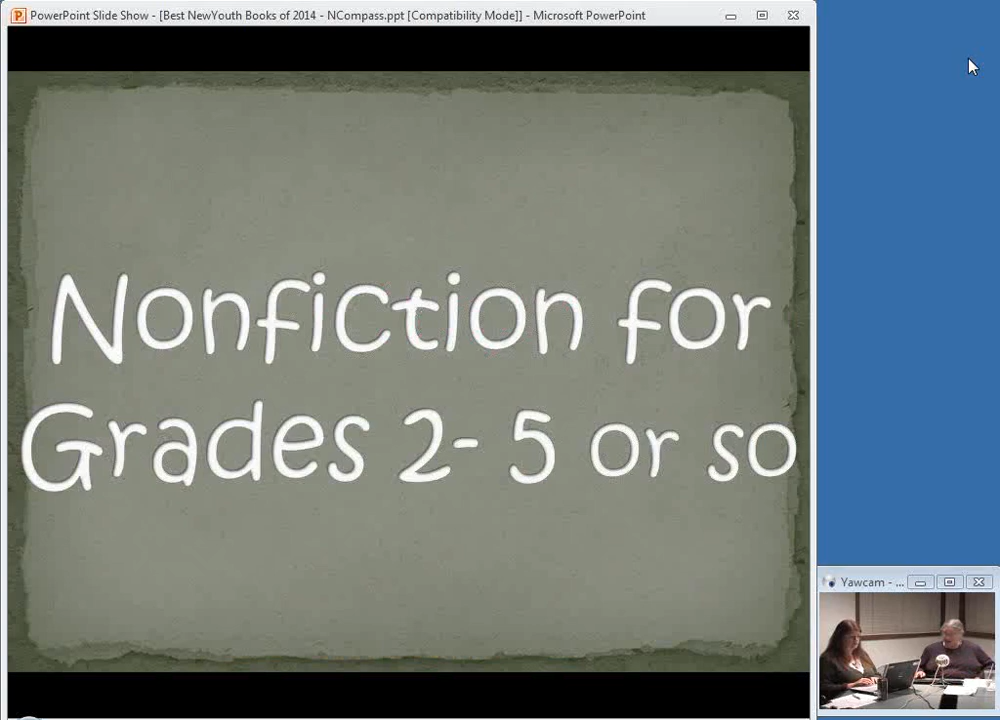 PowerPoint Slide Show - [Best NewYouth Books of 2014 - NCompass.ppt [Compatibility Mode]] - Microsoft PowerPoint
Nonfiction for
Grades 2- 5 or so
Yawcam - ...